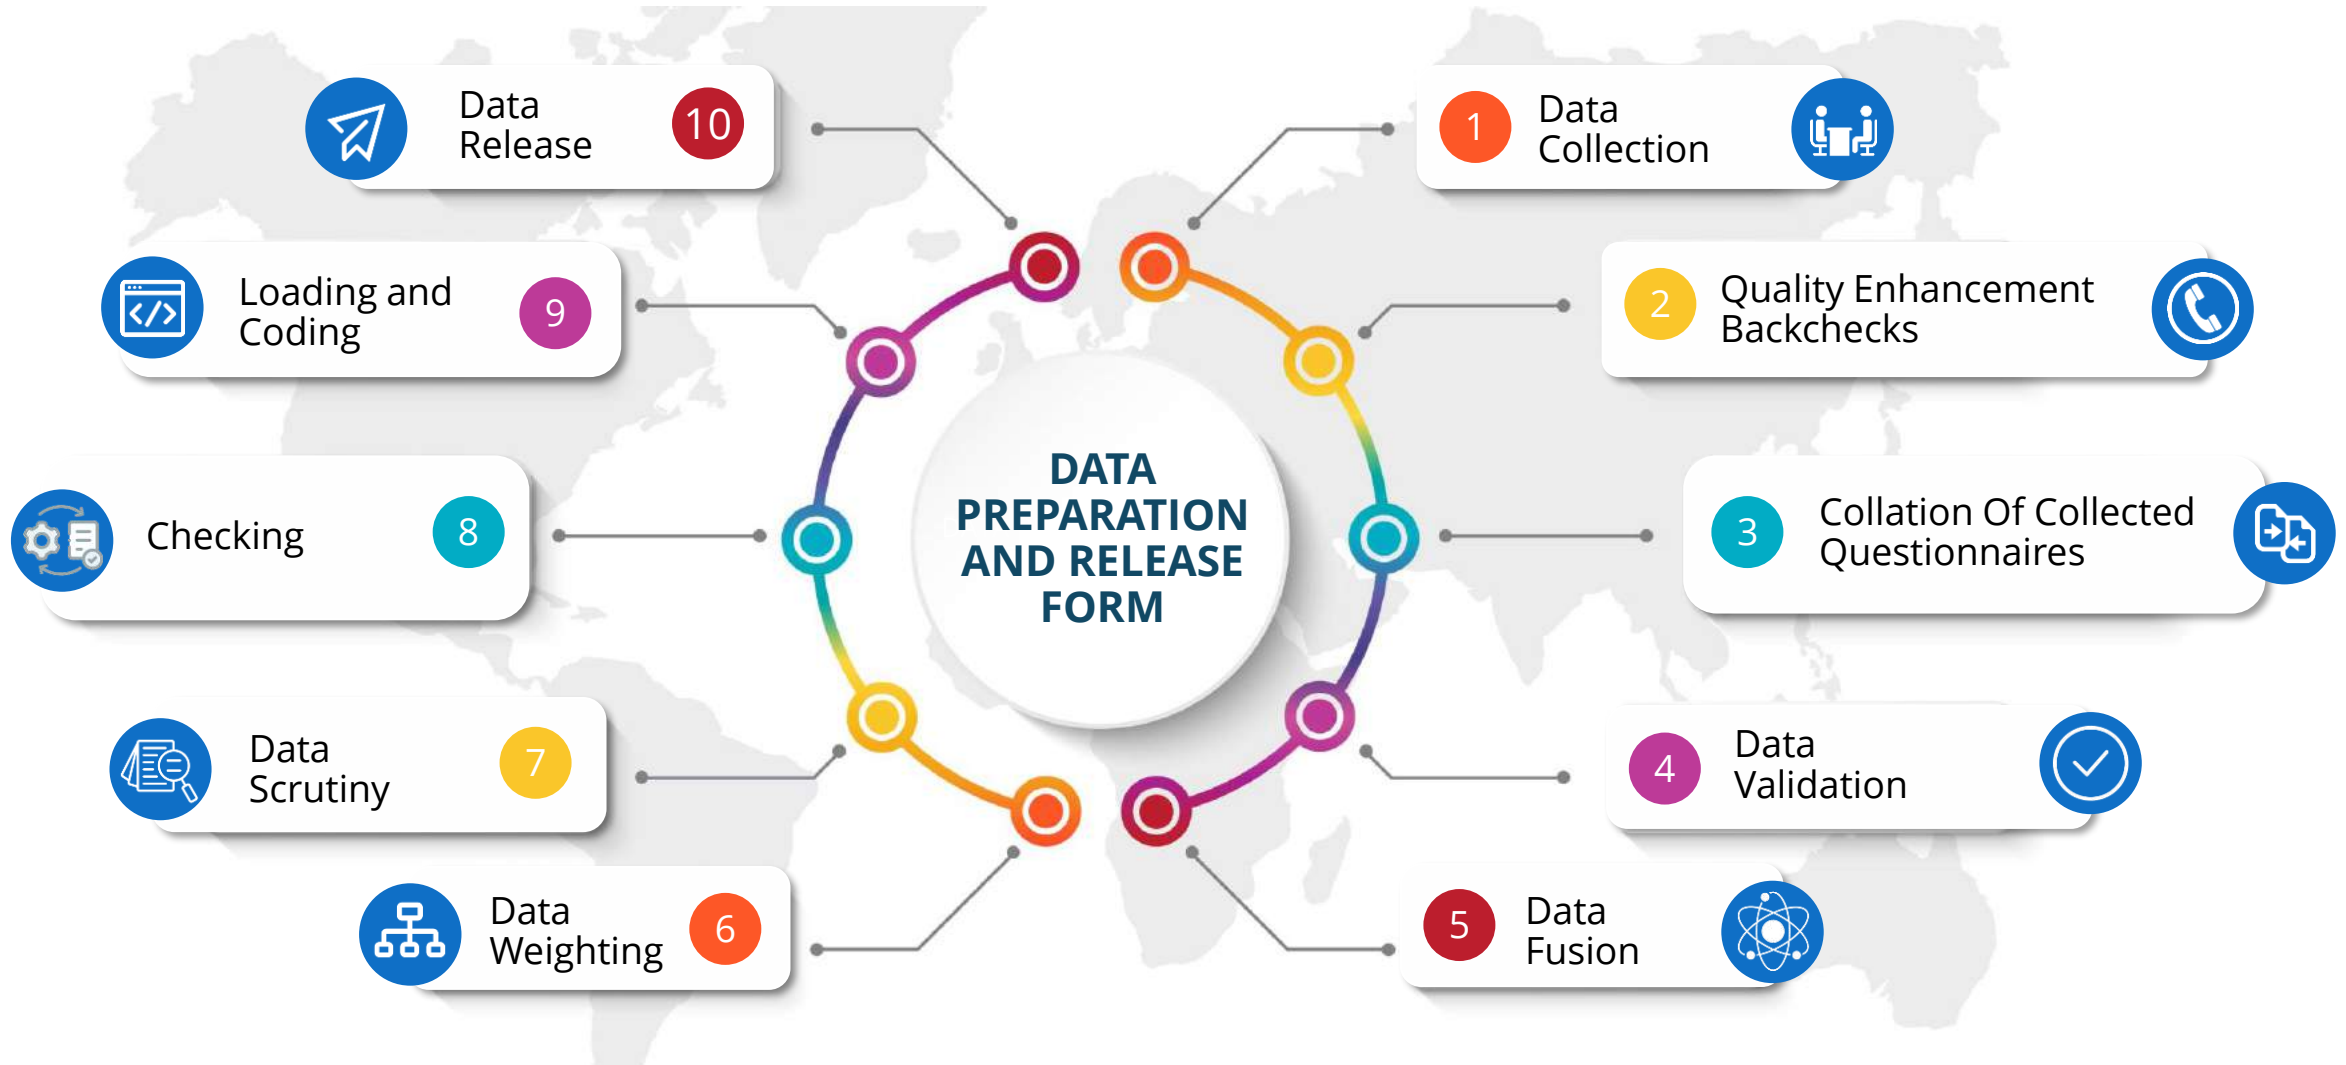 DATA
PREPARATION
AND RELEASE
FORM
1
Data
Collection
2
Quality Enhancement
Backchecks
3
Collation Of Collected
Questionnaires
4
Data
Validation
5
Data
Fusion
6
Data
Weighting
7
Data
Scrutiny
8
Checking
9
Loading and
Coding
10
Data
Release